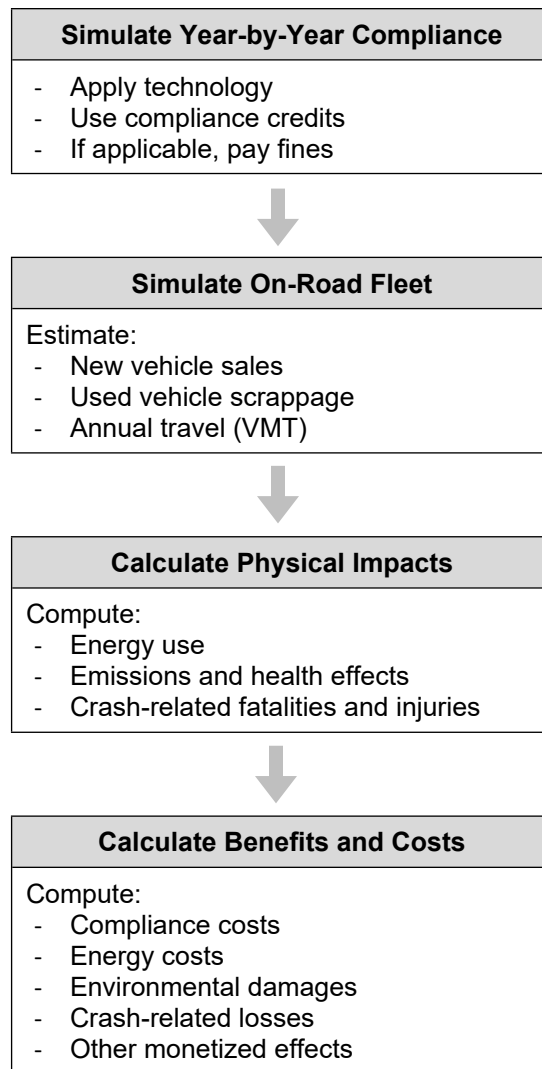 Simulate Year-by-Year Compliance
- Apply technology
- Use compliance credits
- If applicable, pay fines
Simulate On-Road Fleet
Estimate:
- New vehicle sales
- Used vehicle scrappage
- Annual travel (VMT)
Calculate Physical Impacts
Compute:
- Energy use
- Emissions and health effects
- Crash-related fatalities and injuries
Calculate Benefits and Costs
Compute:
- Compliance costs
- Energy costs
- Environmental damages
- Crash-related losses
- Other monetized effects